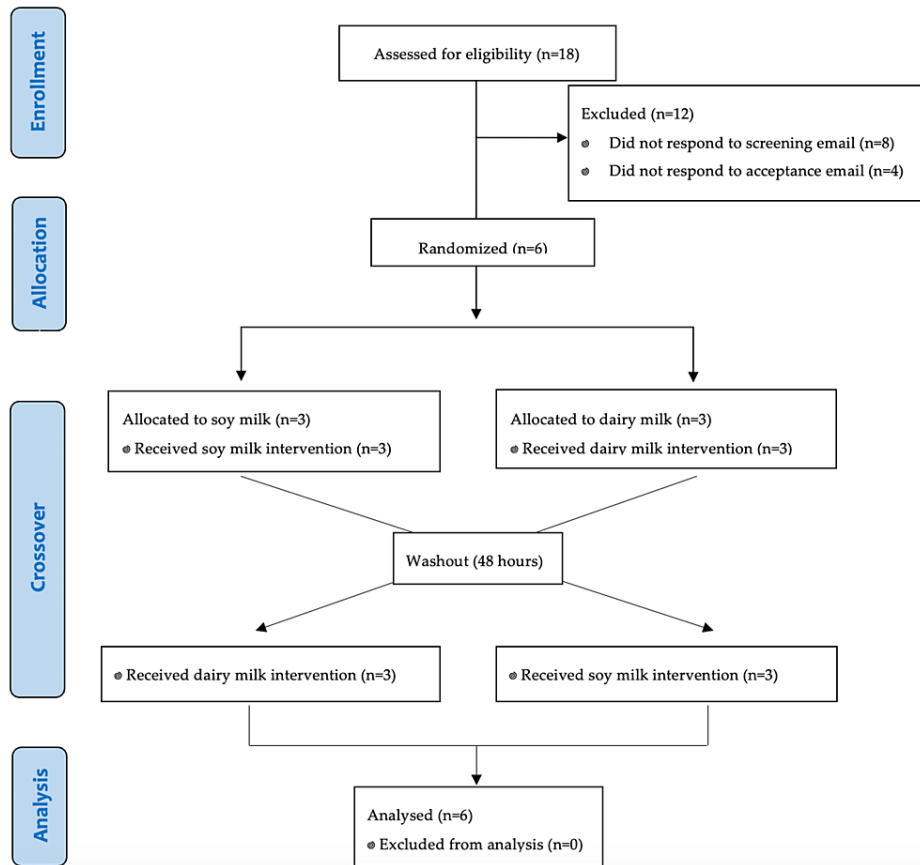 Enrollment
Assessed for eligibility (n=18)
Excluded (n=12)
Did not respond to screening email (n=8)
Did not respond to acceptance email (n=4)
Allocation
Randomized (n=6)
Crossover
Allocated to soy milk (n=3)
Received soy milk intervention (n=3)
Allocated to dairy milk (n=3)
Received dairy milk intervention (n=3)
Washout (48 hours)
Received dairy milk intervention (n=3)
Received soy milk intervention (n=3)
Analysis
Analysed (n=6)
Excluded from analysis (n=0)